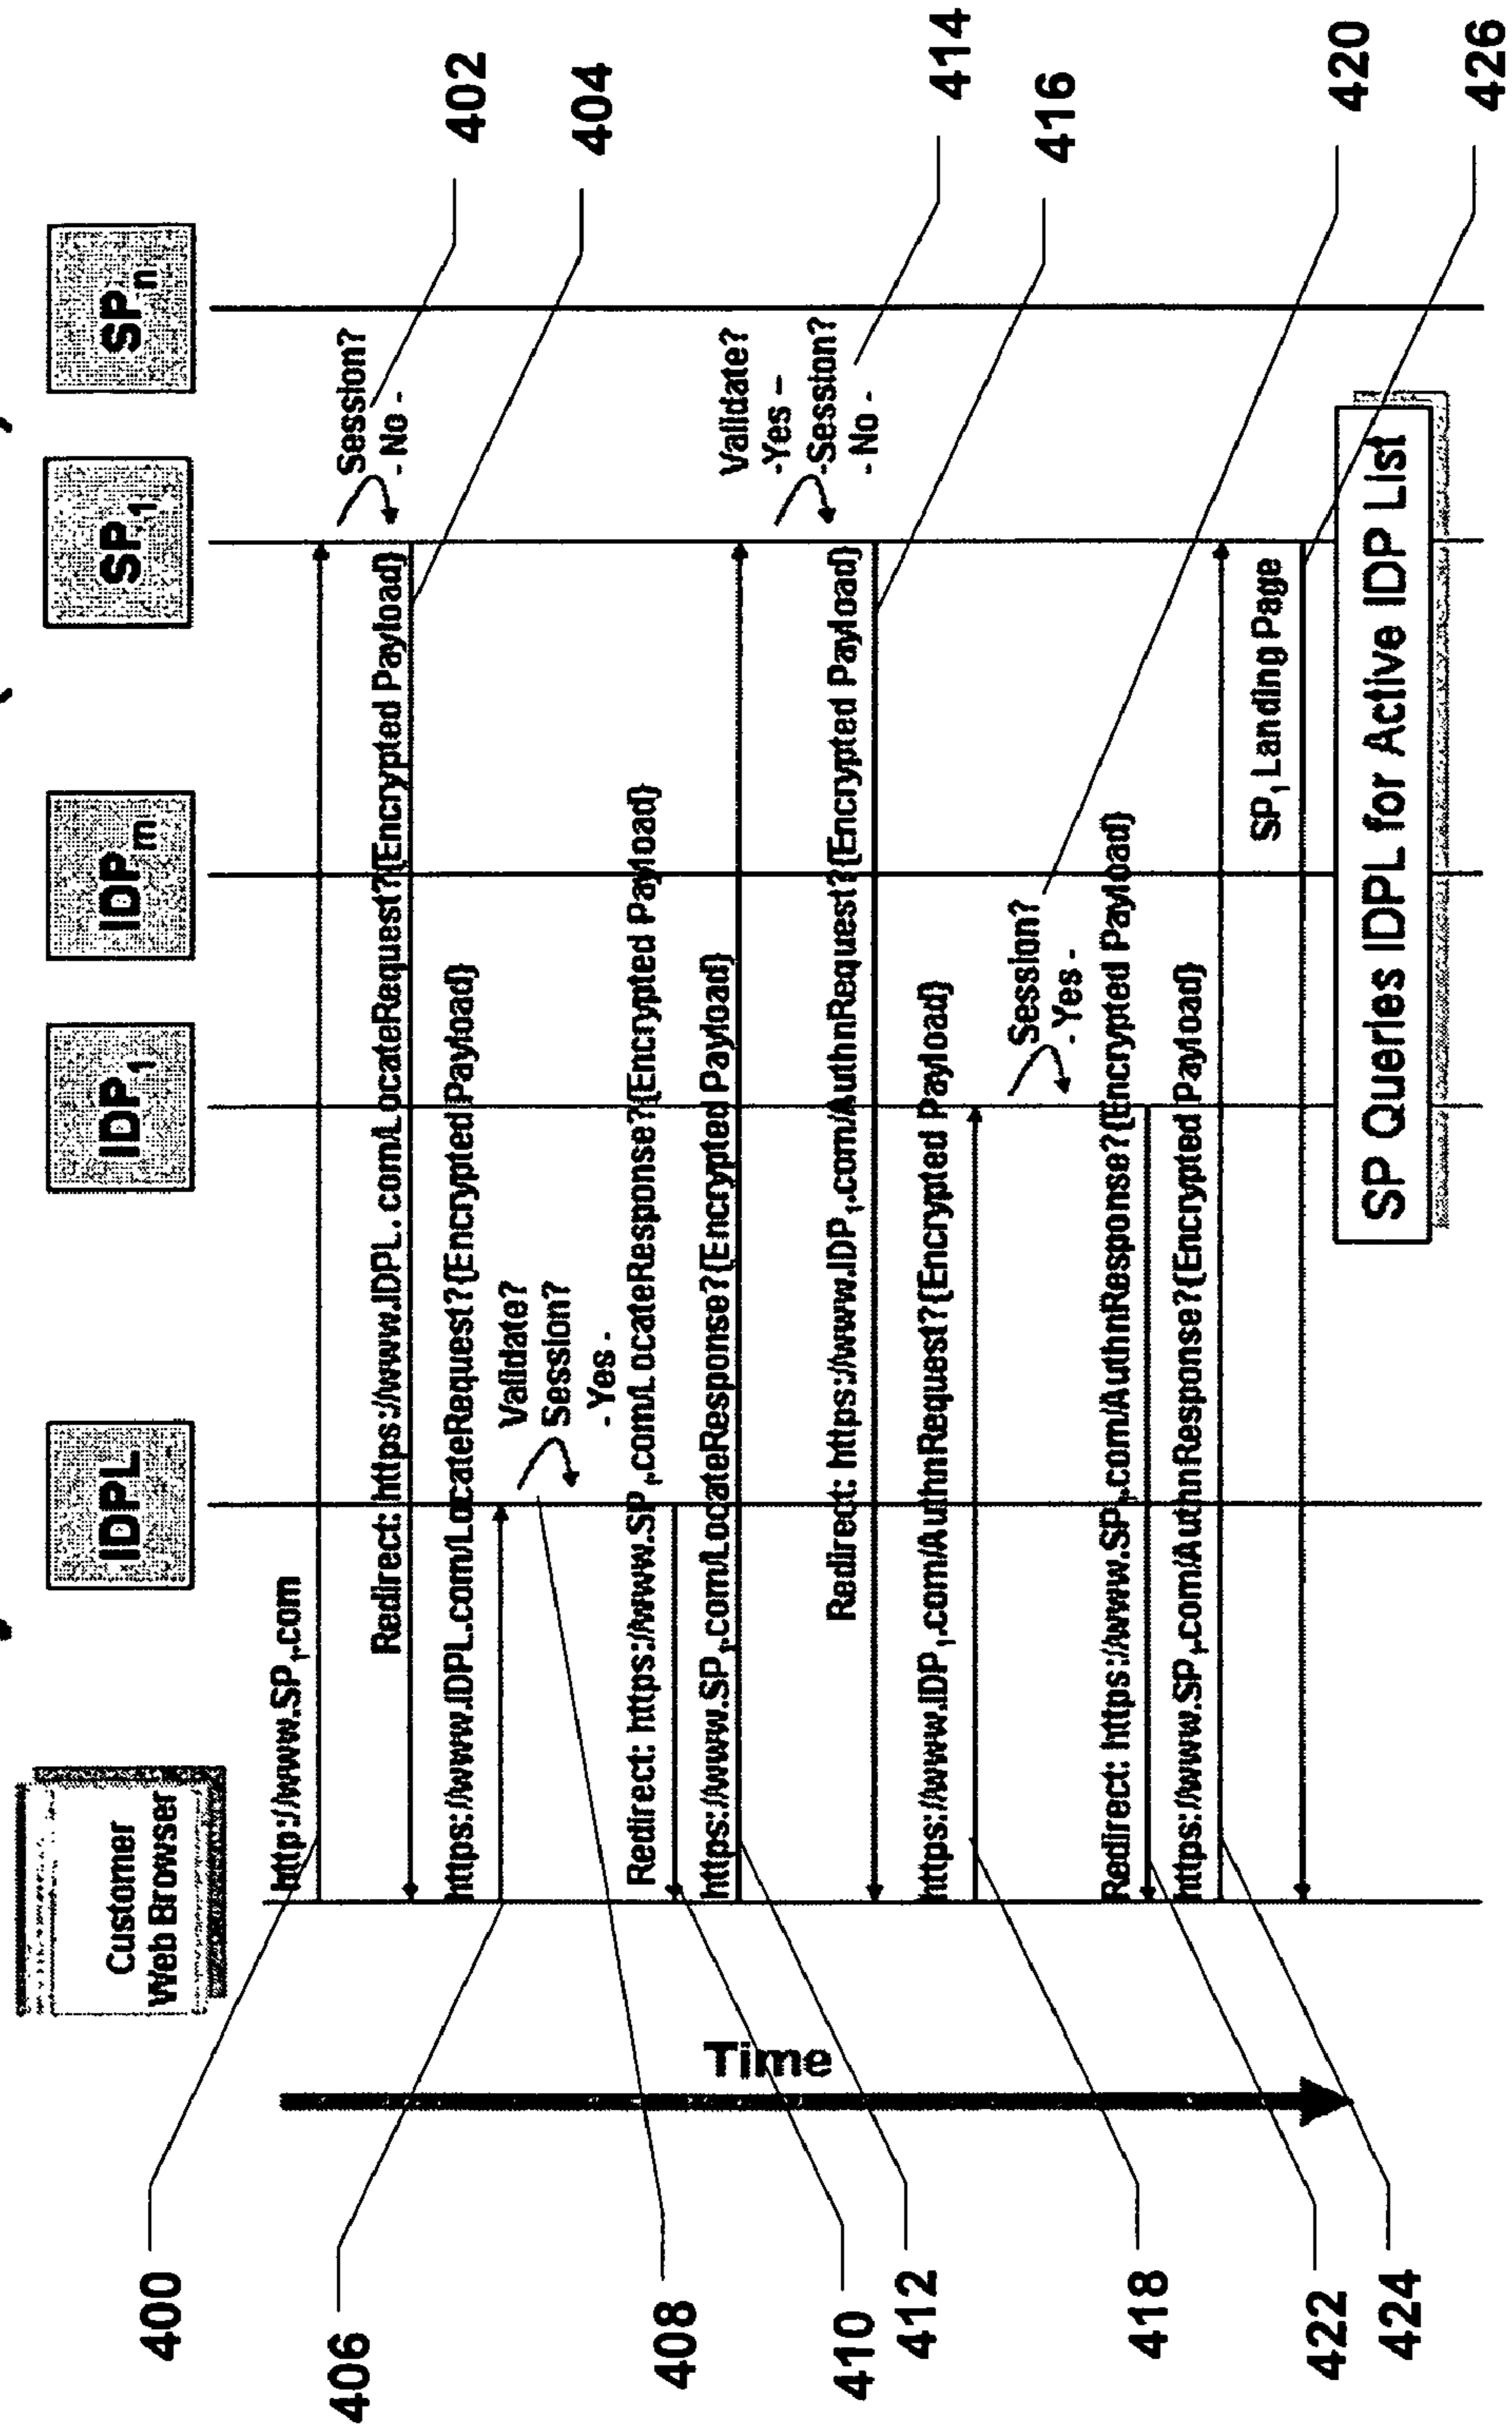 Customer
Web Browser
IDPL
IDP1
IDPm
SP1
SPn
Time
http://www.SP1.com
Session?
- No -
Redirect: https://www.IDPL.com/LocateRequest?{Encrypted Payload}
https://www.IDPL.com/LocateRequest?{Encrypted Payload}
Validate?
Session?
- Yes -
Redirect: https://www.SP1.com/LocateResponse?{Encrypted Payload}
https://www.SP1.com/LocateResponse?{Encrypted Payload}
Validate?
-Yes –
-Session?
- No -
Redirect: https://www.IDP1.com/AuthnRequest?{Encrypted Payload}
https://www.IDP1.com/AuthnRequest?{Encrypted Payload}
Session?
- Yes -
Redirect: https://www.SP1.com/AuthnResponse?{Encrypted Payload}
https://www.SP1.com/AuthnResponse?{Encrypted Payload}
SP1 Landing Page
SP Queries IDPL for Active IDP List
400
406
408
410
412
418
422
424
402
404
414
416
420
426